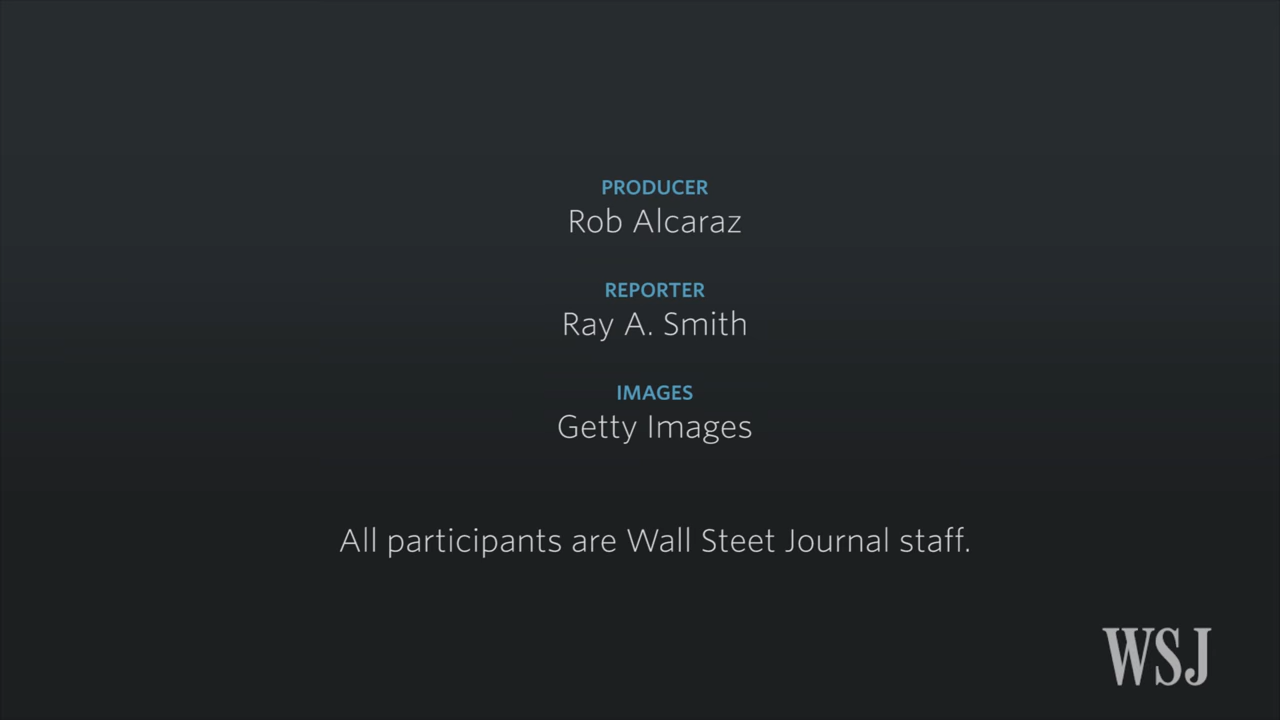 PRODUCER
Rob Alcaraz
REPORTER
Ray A. Smith
IMAGES
Getty Images
All participants are Wall Steet Journal staff.
WSJ